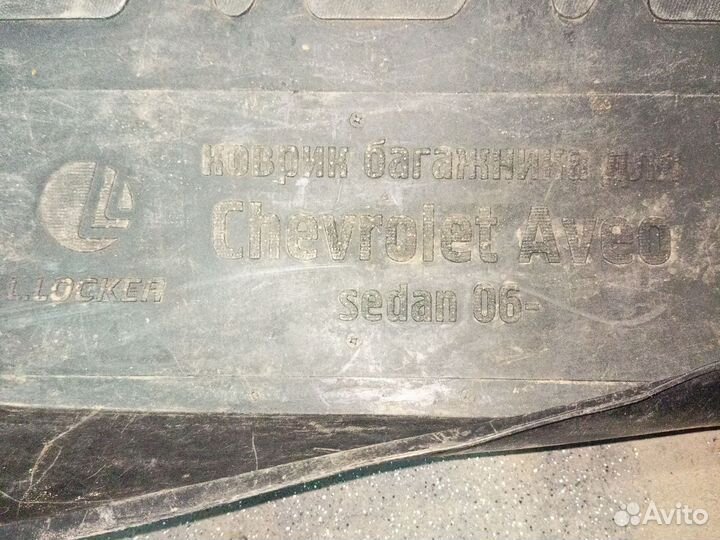 коврик багажника для
Chevrolet Aveo
sedan 06-
L.LOCKER
Avito